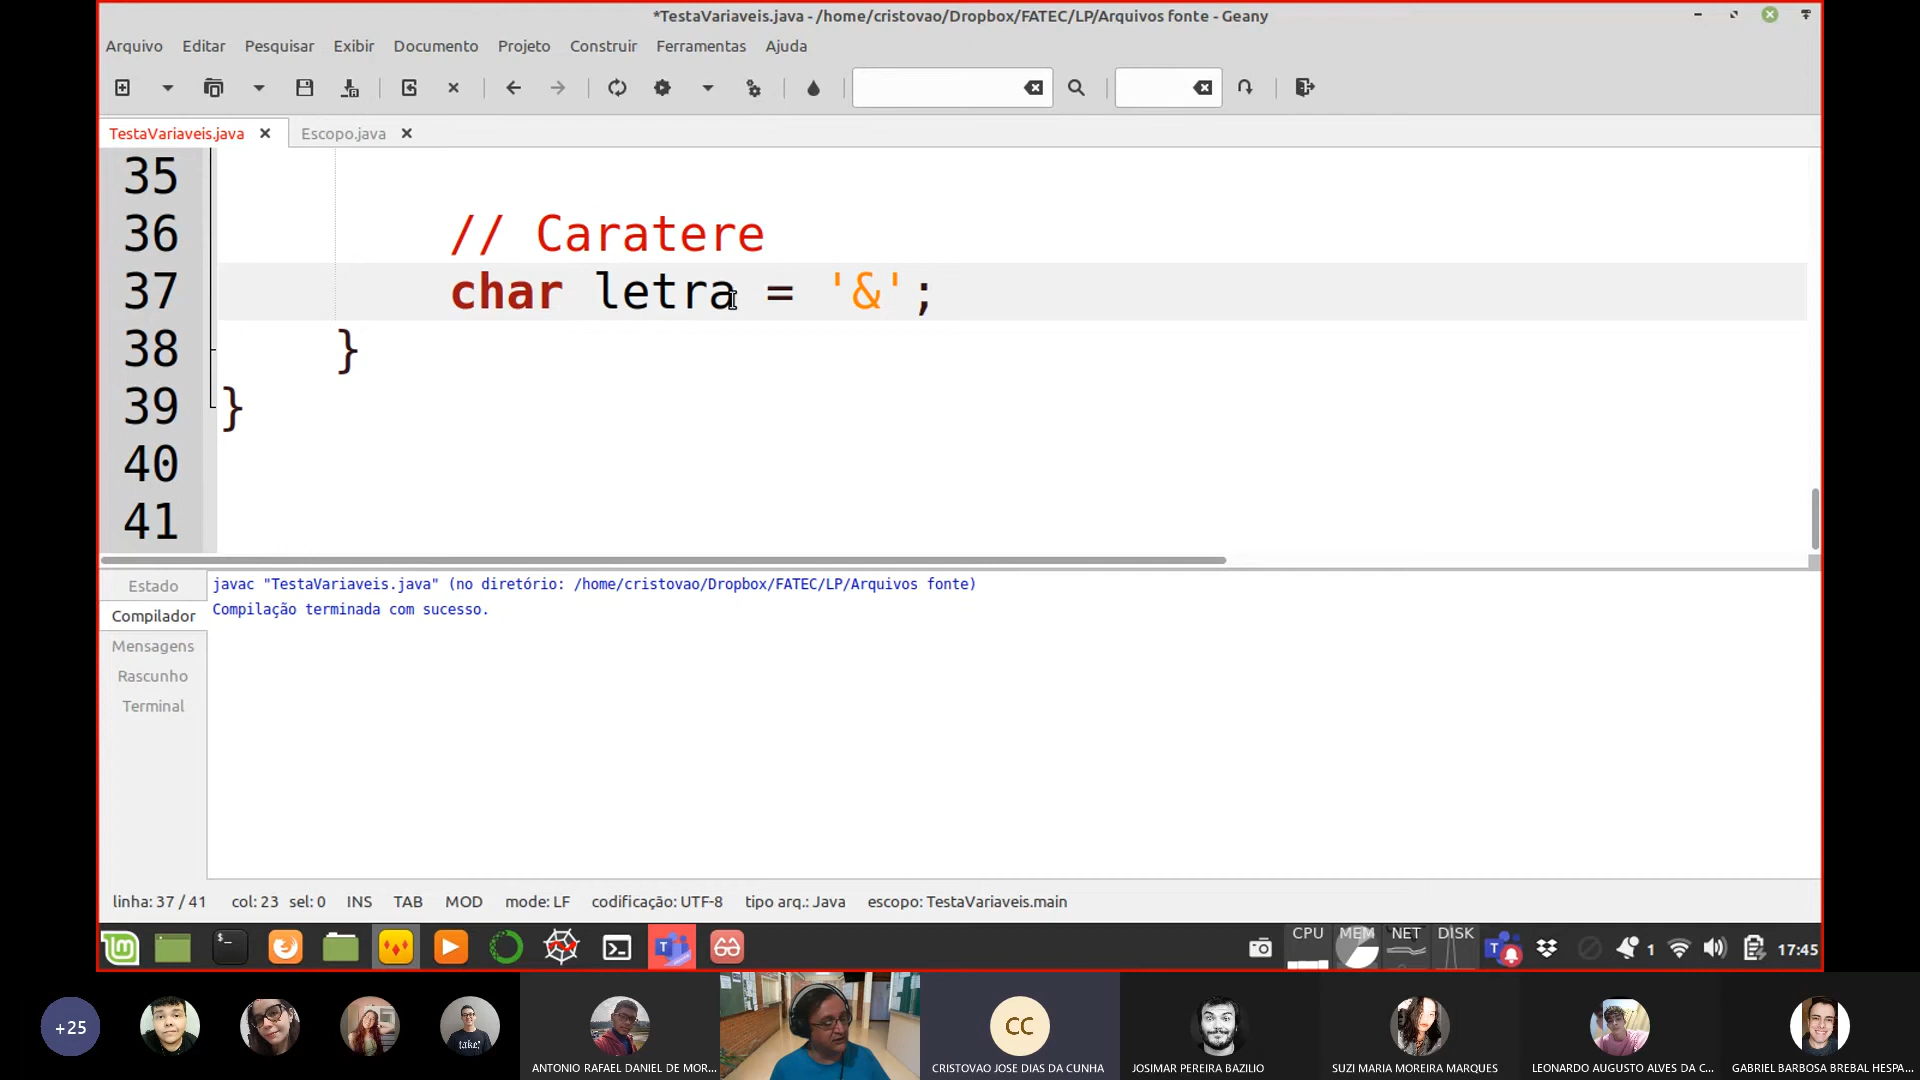 *TestaVariaveis.java - /home/cristovao/Dropbox/FATEC/LP/Arquivos fonte - Geany
Arquivo Editar Pesquisar Exibir Documento Projeto Construir Ferramentas Ajuda
TestaVariaveis.java Escopo.java
35
36 // Caratere
37 char letra = '&';
38 }
39 }
40
41
Estado
Compilador
Mensagens
Rascunho
Terminal
javac "TestaVariaveis.java" (no diretório: /home/cristovao/Dropbox/FATEC/LP/Arquivos fonte)
Compilação terminada com sucesso.
linha: 37 / 41 col: 23 sel: 0 INS TAB MOD mode: LF codificação: UTF-8 tipo arq.: Java escopo: TestaVariaveis.main
CPU MEM NET DISK 1 17:45
+25
take!
CC
ANTONIO RAFAEL DANIEL DE MOR... CRISTOVAO JOSE DIAS DA CUNHA JOSIMAR PEREIRA BAZILIO SUZI MARIA MOREIRA MARQUES LEONARDO AUGUSTO ALVES DA C... GABRIEL BARBOSA BREBAL HESPA...